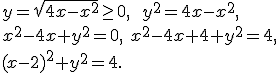 y=√(4x-x²)≥0, y²=4x-x²,
x²-4x+y²=0, x²-4x+4+y²=4,
(x-2)²+y²=4.